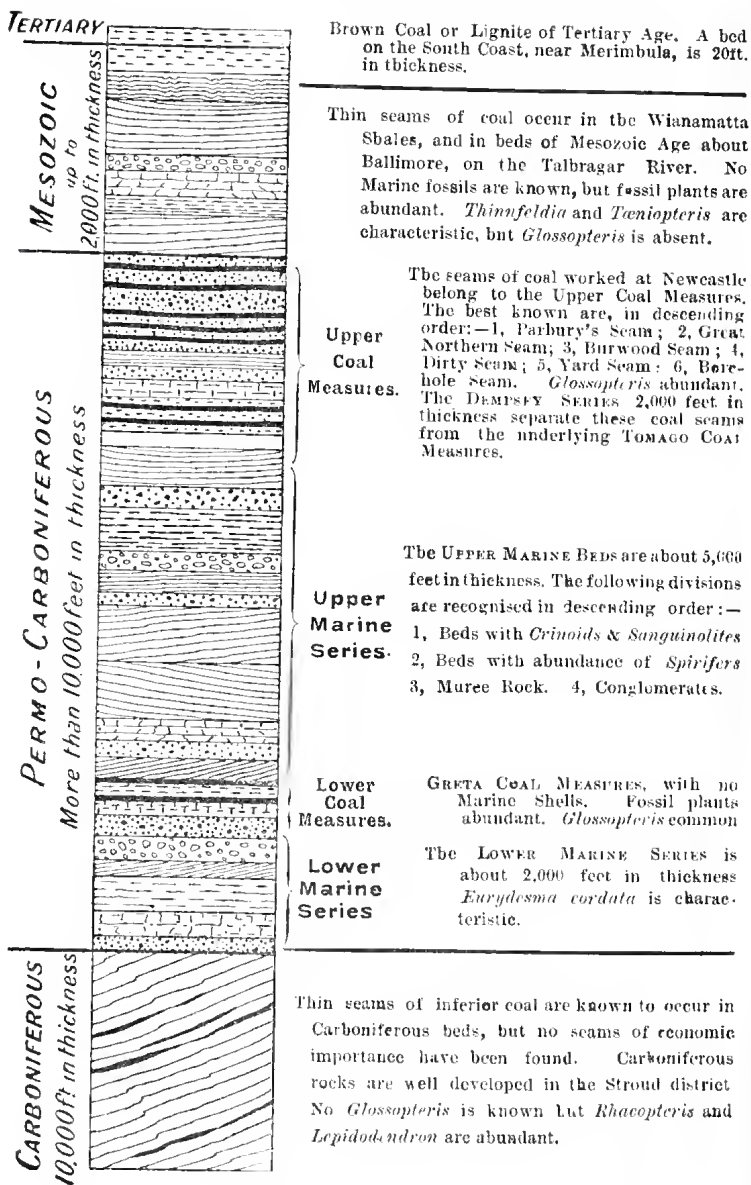 TERTIARY
Brown Coal or Lignite of Tertiary Age. A bed
on the South Coast, near Merimbula, is 20ft.
in thickness.
MESOZOIC
up to
2,000 ft. in thickness
Thin seams of coal occur in the Wianamatta
Shales, and in beds of Mesozoic Age about
Ballimore, on the Talbragar River. No
Marine fossils are known, but fossil plants are
abundant. Thinnfeldia and Tæniopteris are
characteristic, but Glossopteris is absent.
PERMO-CARBONIFEROUS
More than 10,000 feet in thickness
Upper
Coal
Measures.
The seams of coal worked at Newcastle
belong to the Upper Coal Measures.
The best known are, in descending
order:—1, Parbury's Seam; 2, Great
Northern Seam; 3, Burwood Seam; 4,
Dirty Seam; 5, Yard Seam; 6, Bore-
hole Seam. Glossopteris abundant.
The DEMPSEY SERIES 2,000 feet in
thickness separate these coal seams
from the underlying TOMAGO COAL
Measures.
Upper
Marine
Series.
The UPPER MARINE BEDS are about 5,000
feet in thickness. The following divisions
are recognised in descending order:—
1, Beds with Crinoids & Sanguinolites
2, Beds with abundance of Spirifers
3, Muree Rock. 4, Conglomerates.
Lower
Coal
Measures.
GRETA COAL MEASURES, with no
Marine Shells. Fossil plants
abundant. Glossopteris common
Lower
Marine
Series
The LOWER MARINE SERIES is
about 2,000 feet in thickness
Eurydesma cordata is charac-
teristic.
CARBONIFEROUS
10,000 ft in thickness
Thin seams of inferior coal are known to occur in
Carboniferous beds, but no seams of economic
importance have been found. Carboniferous
rocks are well developed in the Stroud district
No Glossopteris is known but Rhacopteris and
Lepidodendron are abundant.